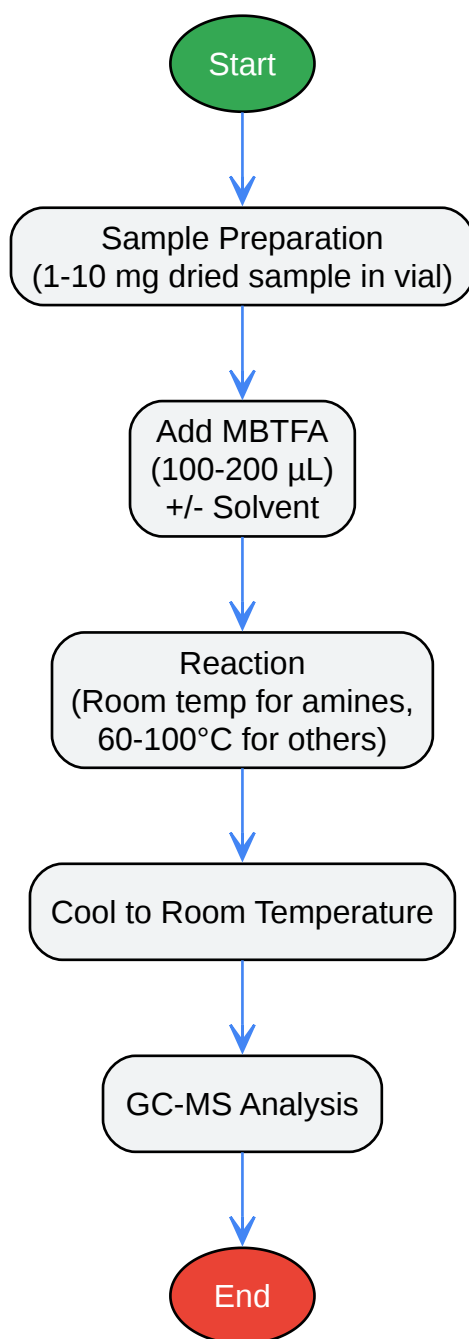 Start
Sample Preparation
(1-10 mg dried sample in vial)
Add MBTFA
(100-200 µL)
+/- Solvent
Reaction
(Room temp for amines,
60-100°C for others)
Cool to Room Temperature
GC-MS Analysis
End